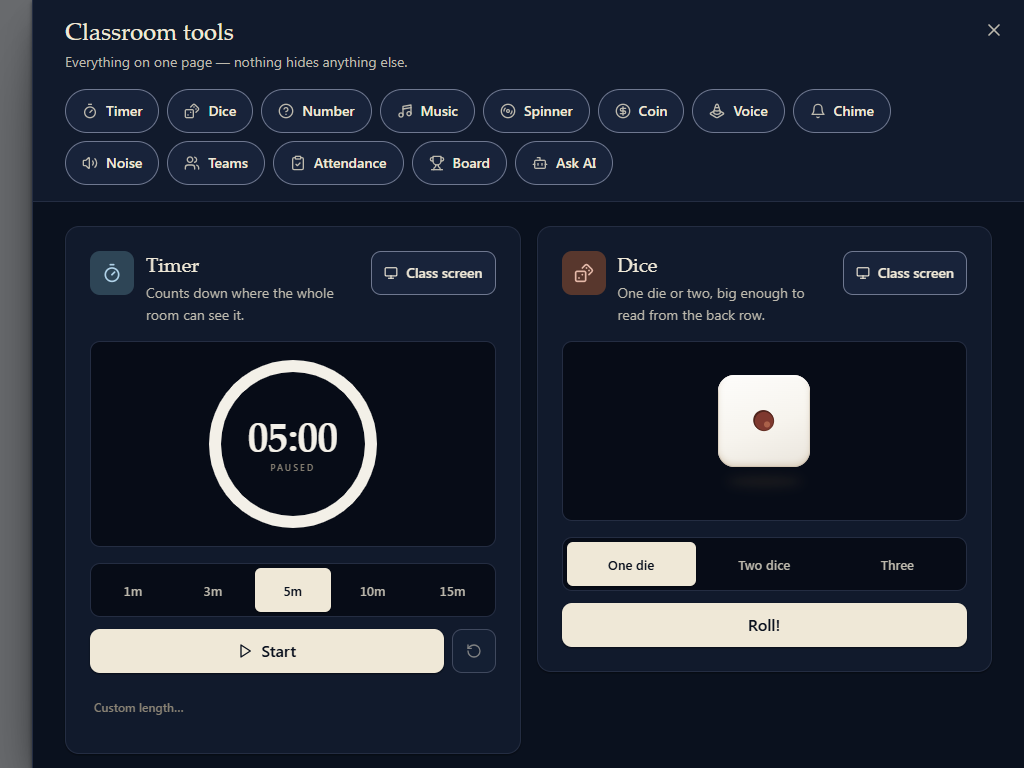 Classroom tools
Everything on one page — nothing hides anything else.
Timer
Dice
Number
Music
Spinner
Coin
Voice
Chime
Noise
Teams
Attendance
Board
Ask AI
Timer
Counts down where the whole
room can see it.
Class screen
05:00
PAUSED
1m
3m
5m
10m
15m
Start
Custom length...
Dice
One die or two, big enough to
read from the back row.
Class screen
One die
Two dice
Three
Roll!